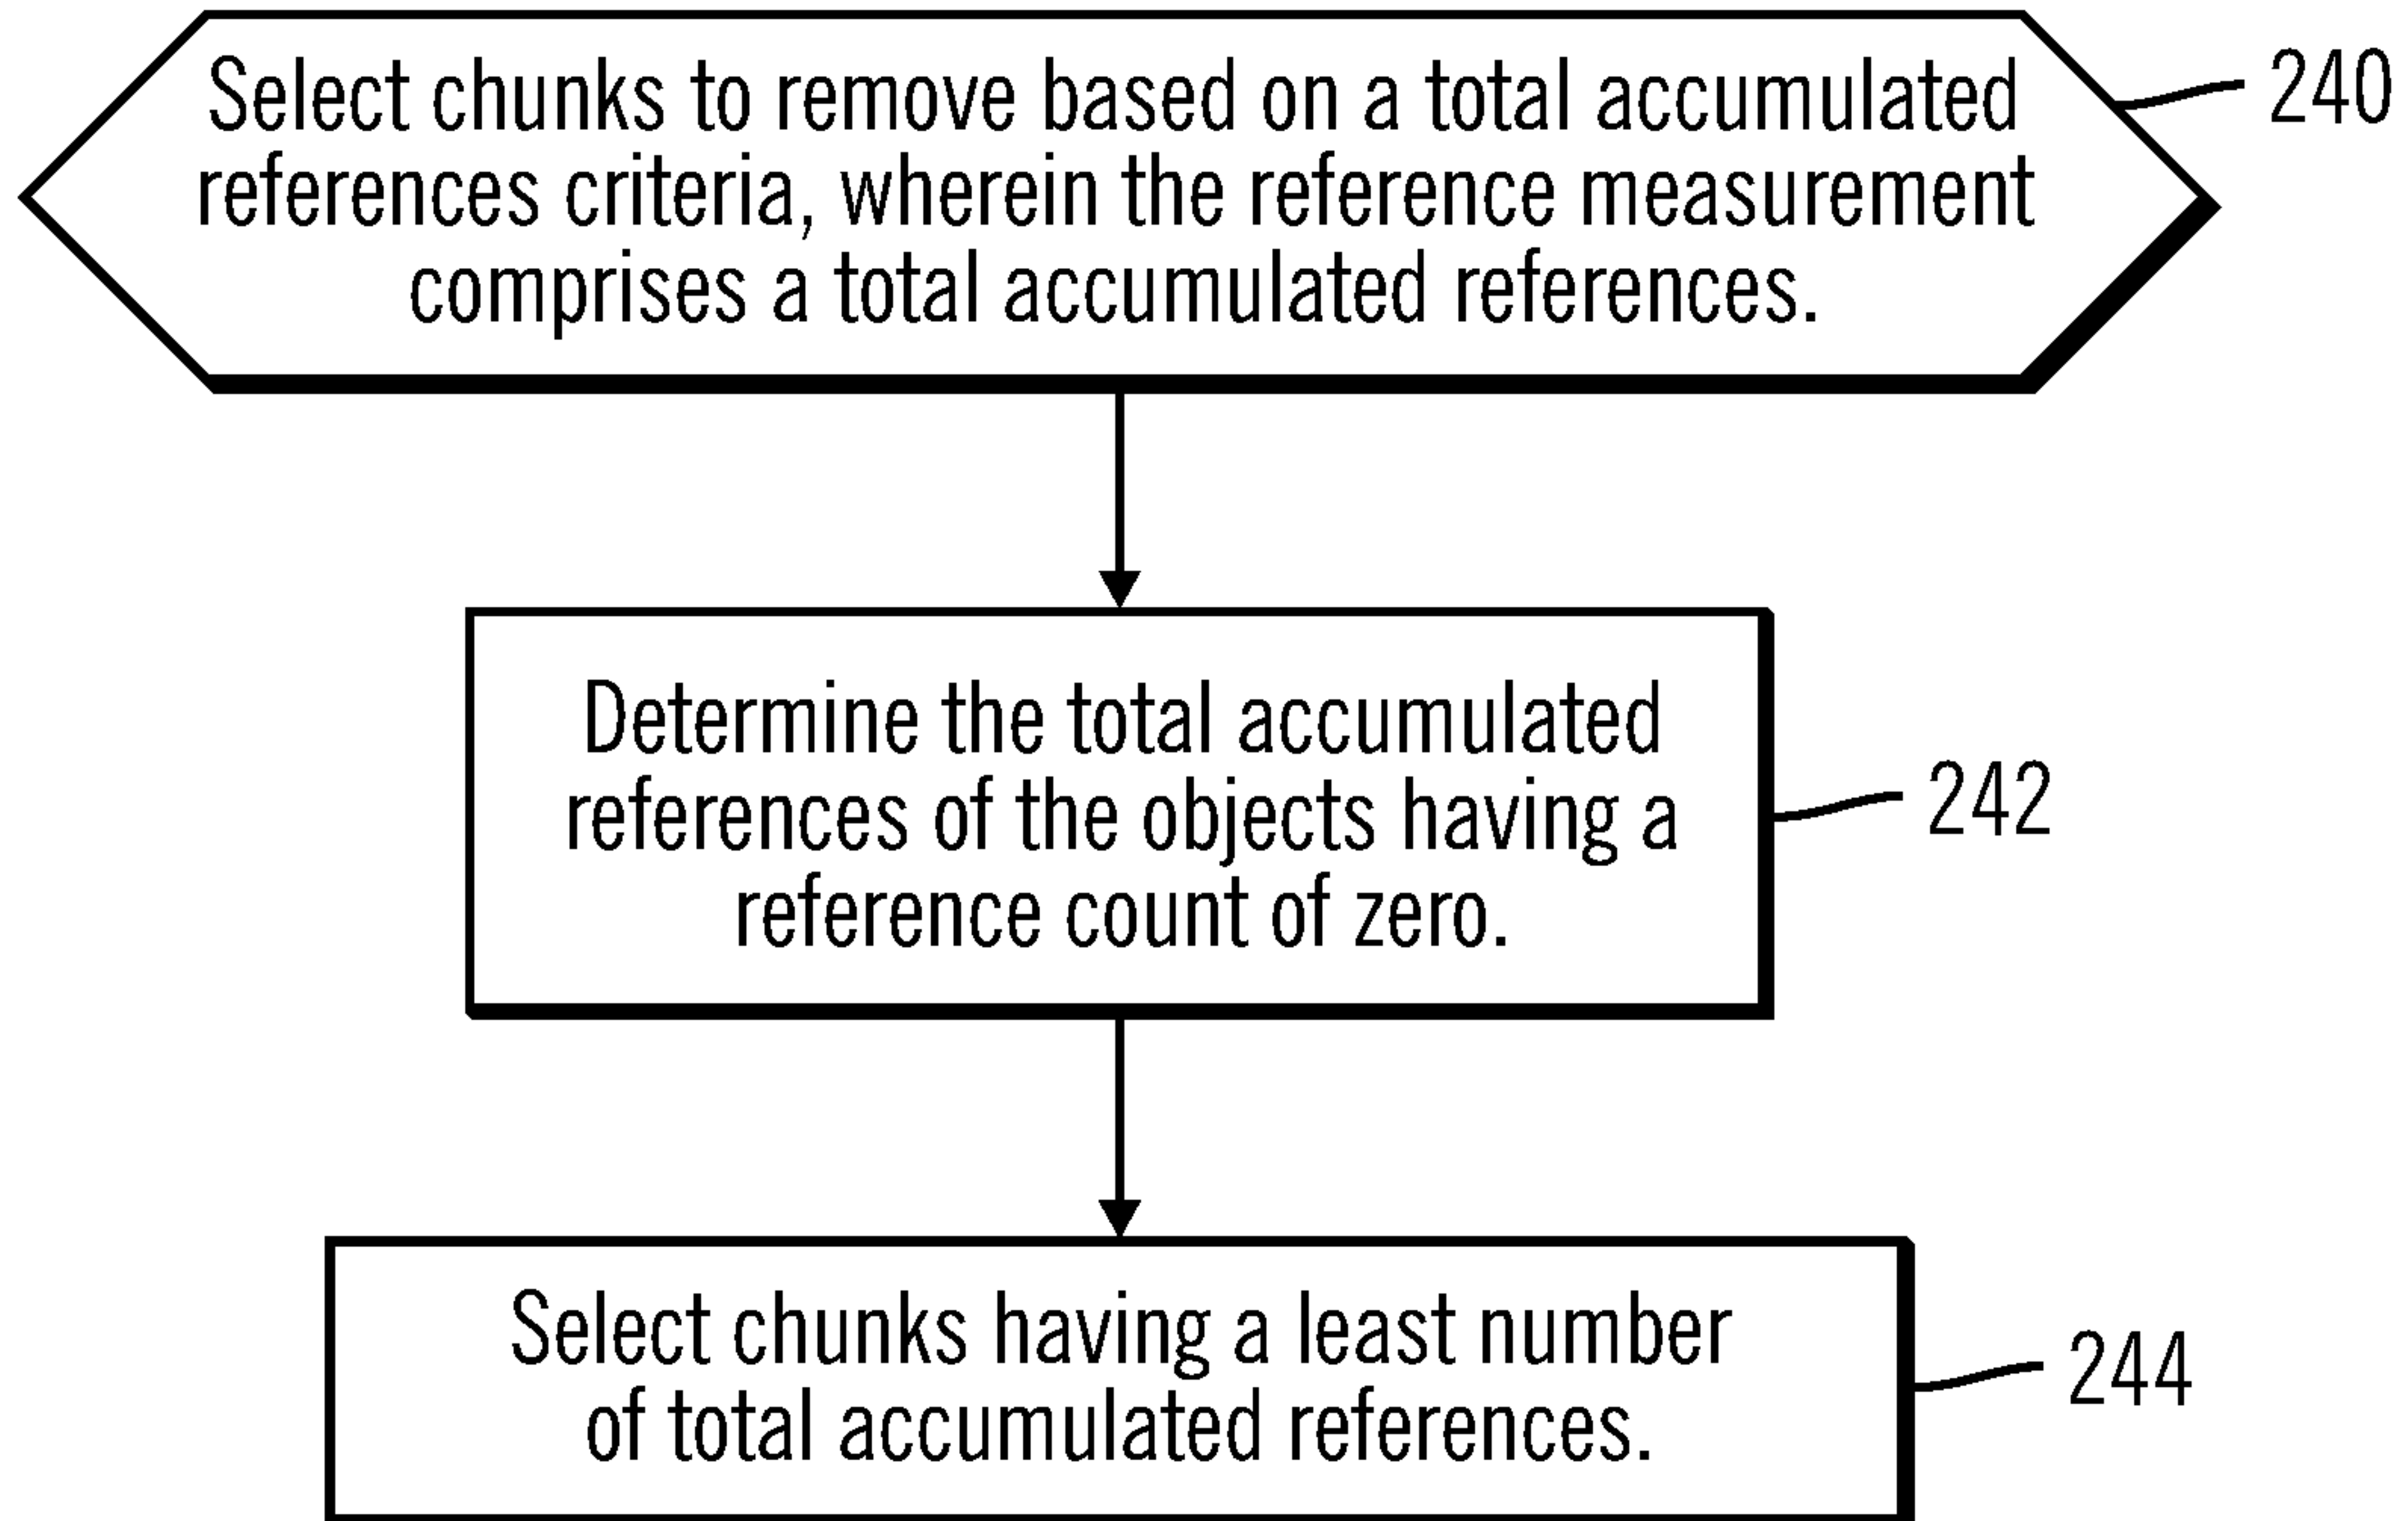 Select chunks to remove based on a total accumulated
references criteria, wherein the reference measurement
comprises a total accumulated references.
240
Determine the total accumulated
references of the objects having a
reference count of zero.
242
Select chunks having a least number
of total accumulated references.
244